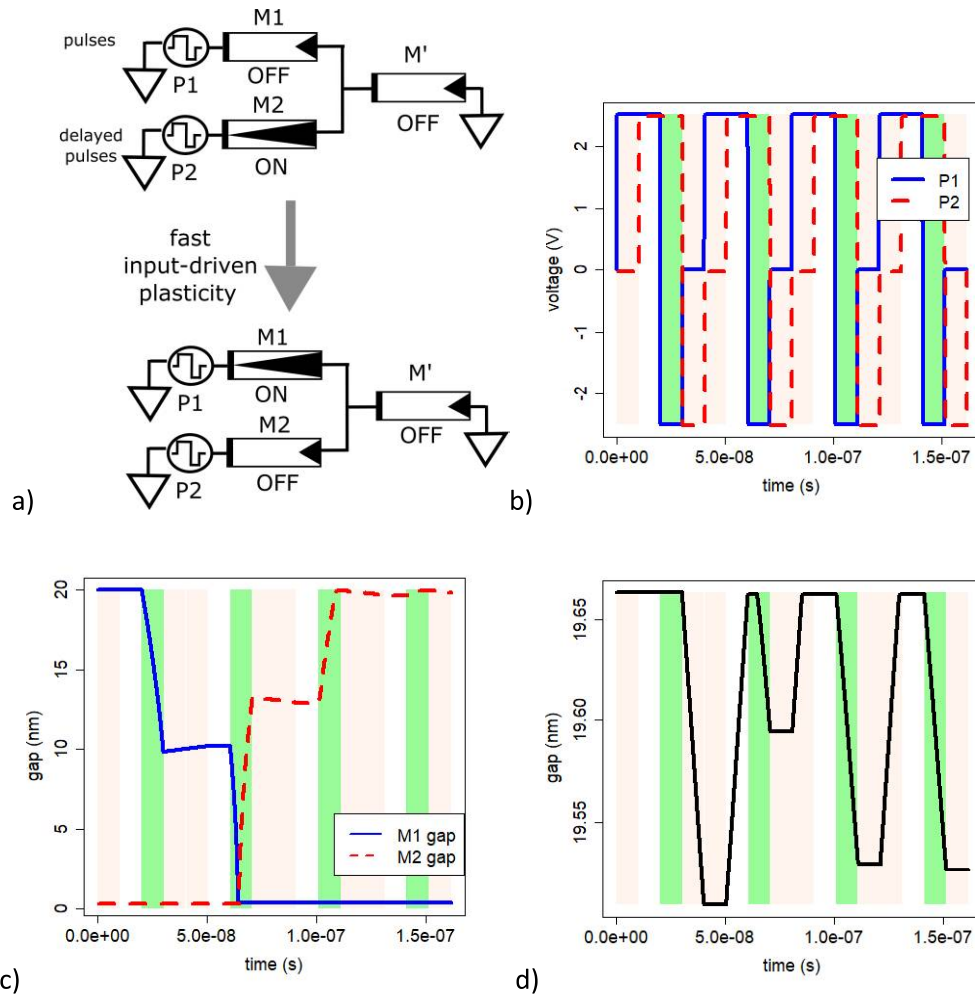 M1
pulses
P1
OFF
M'
M2
OFF
delayed
pulses
P2
ON
fast
input-driven
plasticity
M1
P1
ON
M'
M2
OFF
P2
OFF
a)
2
1
0
-1
-2
voltage (V)
P1
P2
0.0e+00 5.0e-08 1.0e-07 1.5e-07
time (s)
b)
20
15
10
5
0
gap (nm)
M1 gap
M2 gap
0.0e+00 5.0e-08 1.0e-07 1.5e-07
time (s)
c)
19.65
19.60
19.55
gap (nm)
0.0e+00 5.0e-08 1.0e-07 1.5e-07
time (s)
d)